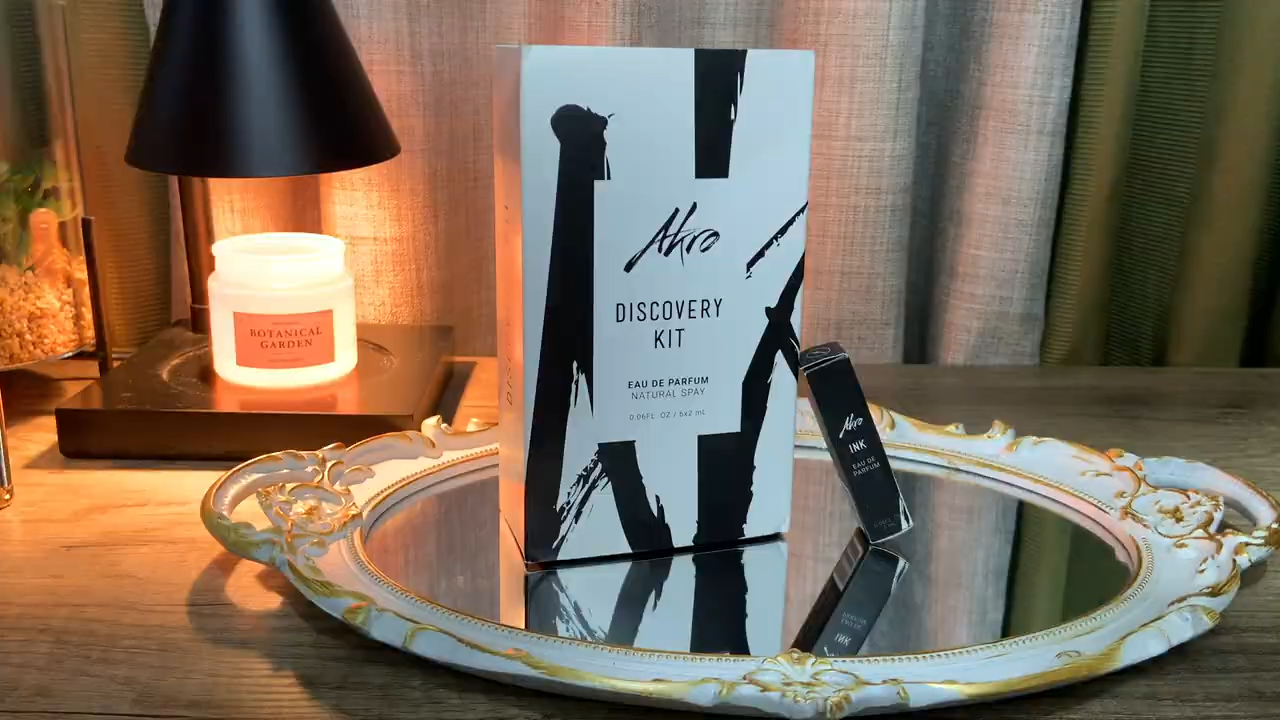 BOTANICAL
GARDEN
Akro
DISCOVERY
KIT
EAU DE PARFUM
NATURAL SPAY
0.06FL. OZ / 5x2 mL
Akro
INK
EAU DE
PARFUM